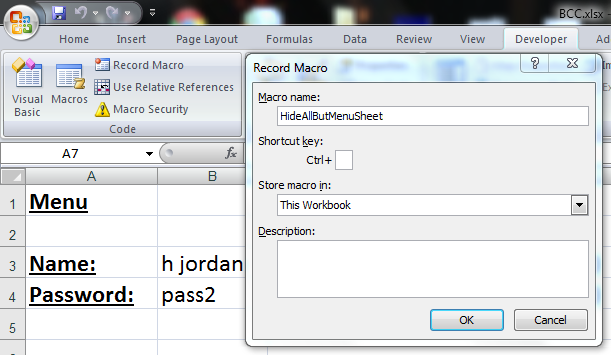 BCC.xlsx -
Home Insert Page Layout Formulas Data Review View Developer
Visual Basic
Macros
Record Macro
Use Relative References
Macro Security
Code
A7
fx
A B
1 Menu
2
3 Name: h jordan
4 Password: pass2
5
Record Macro
Macro name:
HideAllButMenuSheet
Shortcut key:
Ctrl+
Store macro in:
This Workbook
Description:
OK Cancel